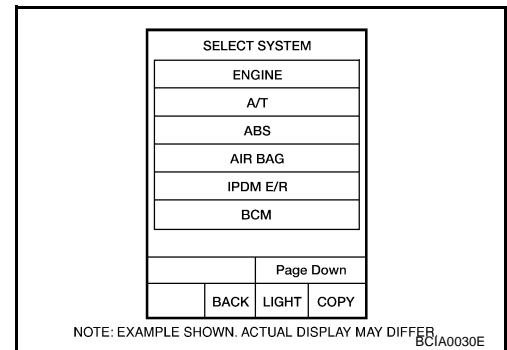 SELECT SYSTEM
ENGINE
A/T
ABS
AIR BAG
IPDM E/R
BCM
Page Down
BACK LIGHT COPY
NOTE: EXAMPLE SHOWN. ACTUAL DISPLAY MAY DIFFER.
BCIA0030E